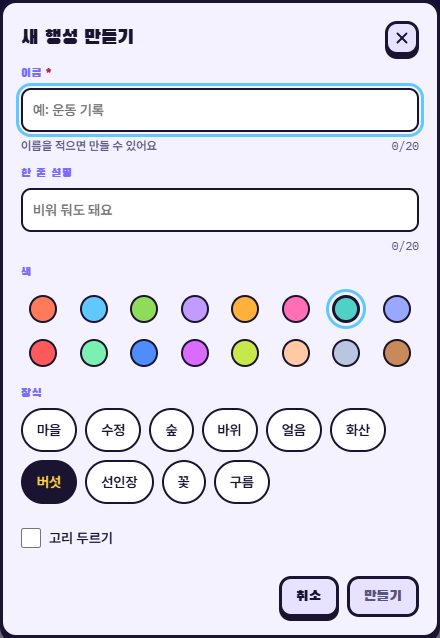 새 행성 만들기
이름 *
예: 운동 기록
이름을 적으면 만들 수 있어요 0/20
한 줄 설명
비워 둬도 돼요
0/20
색
장식
마을 수정 숲 바위 얼음 화산
버섯 선인장 꽃 구름
고리 두르기
취소 만들기